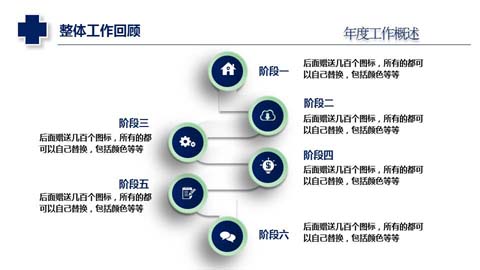 整体工作回顾
年度工作概述
阶段一
后面赠送几百个图标，所有的都可
以自己替换，包括颜色等等
阶段二
后面赠送几百个图标，所有的都可
以自己替换，包括颜色等等
阶段三
后面赠送几百个图标，所有的都
可以自己替换，包括颜色等等
阶段四
后面赠送几百个图标，所有的都可
以自己替换，包括颜色等等
阶段五
后面赠送几百个图标，所有的都
可以自己替换，包括颜色等等
阶段六
后面赠送几百个图标，所有的都可
以自己替换，包括颜色等等